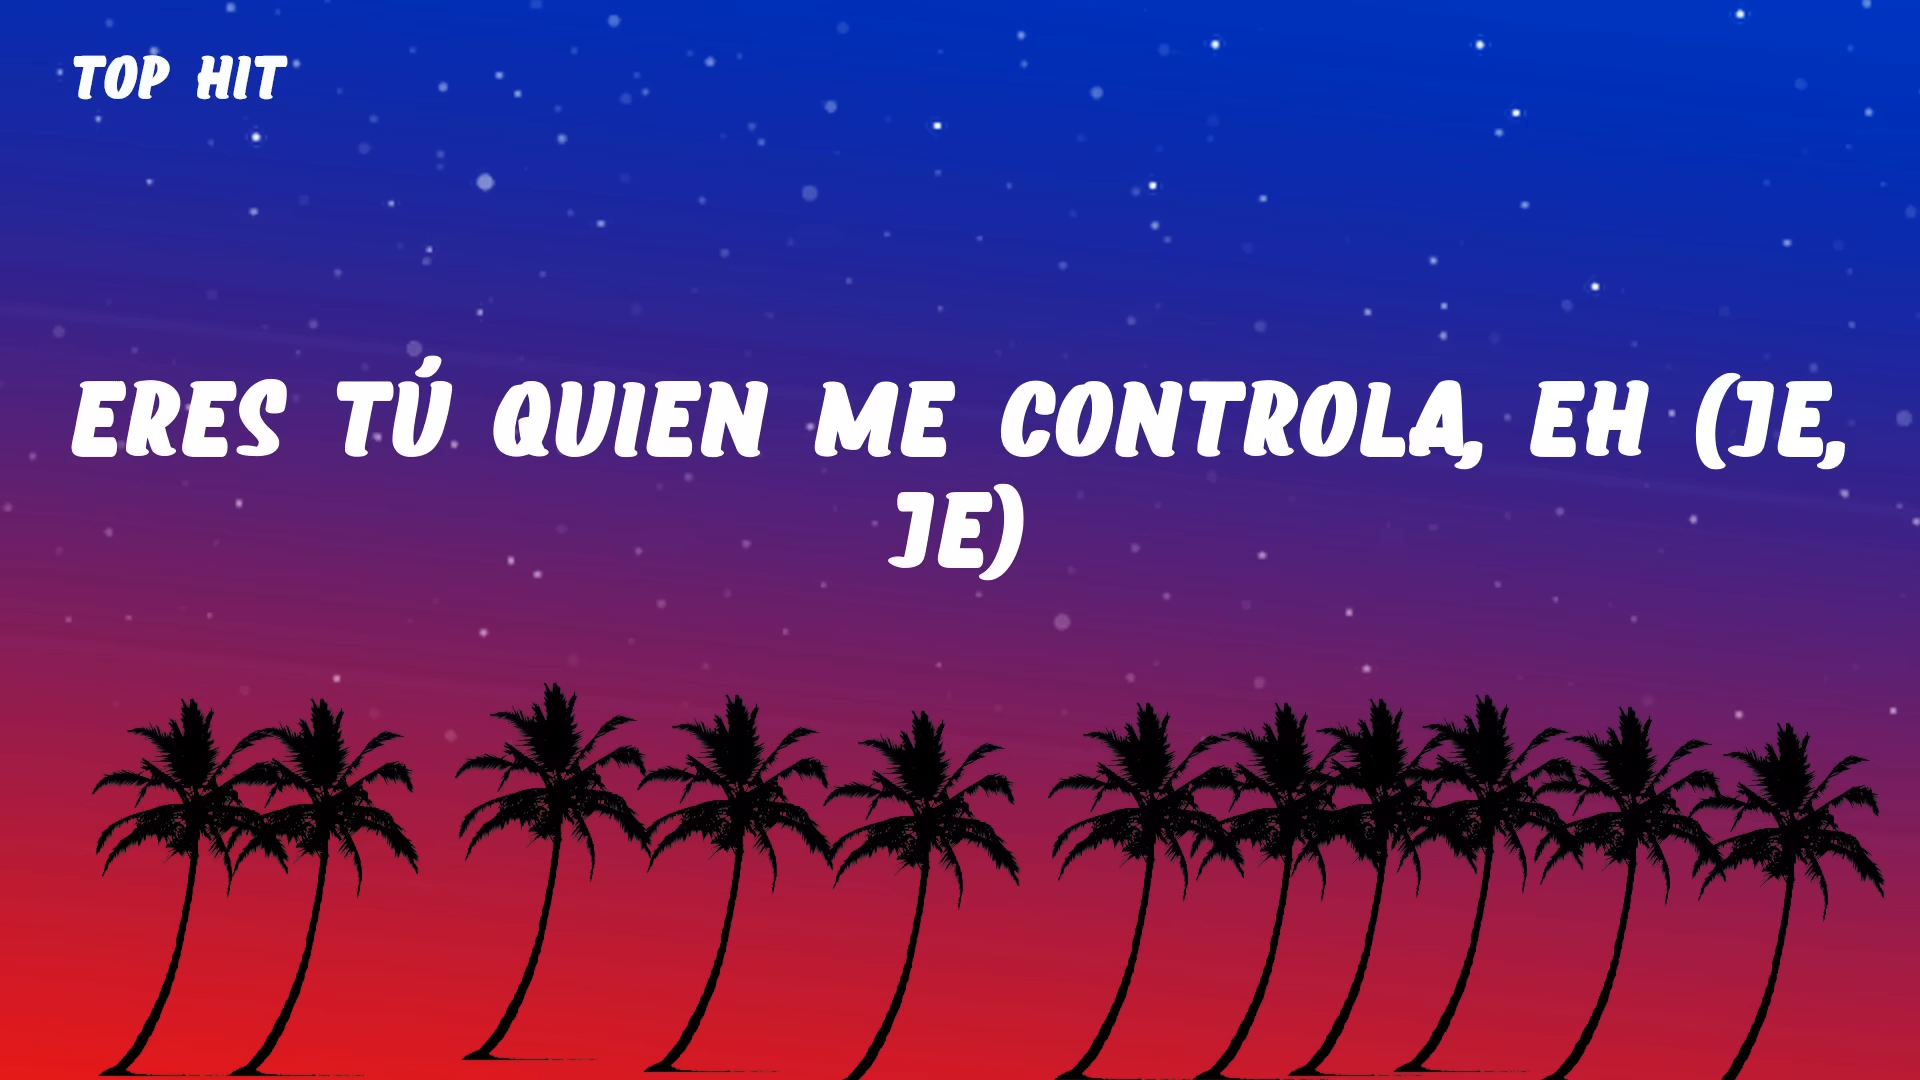 TOP HIT
ERES TÚ QUIEN ME CONTROLA, EH (JE,
JE)